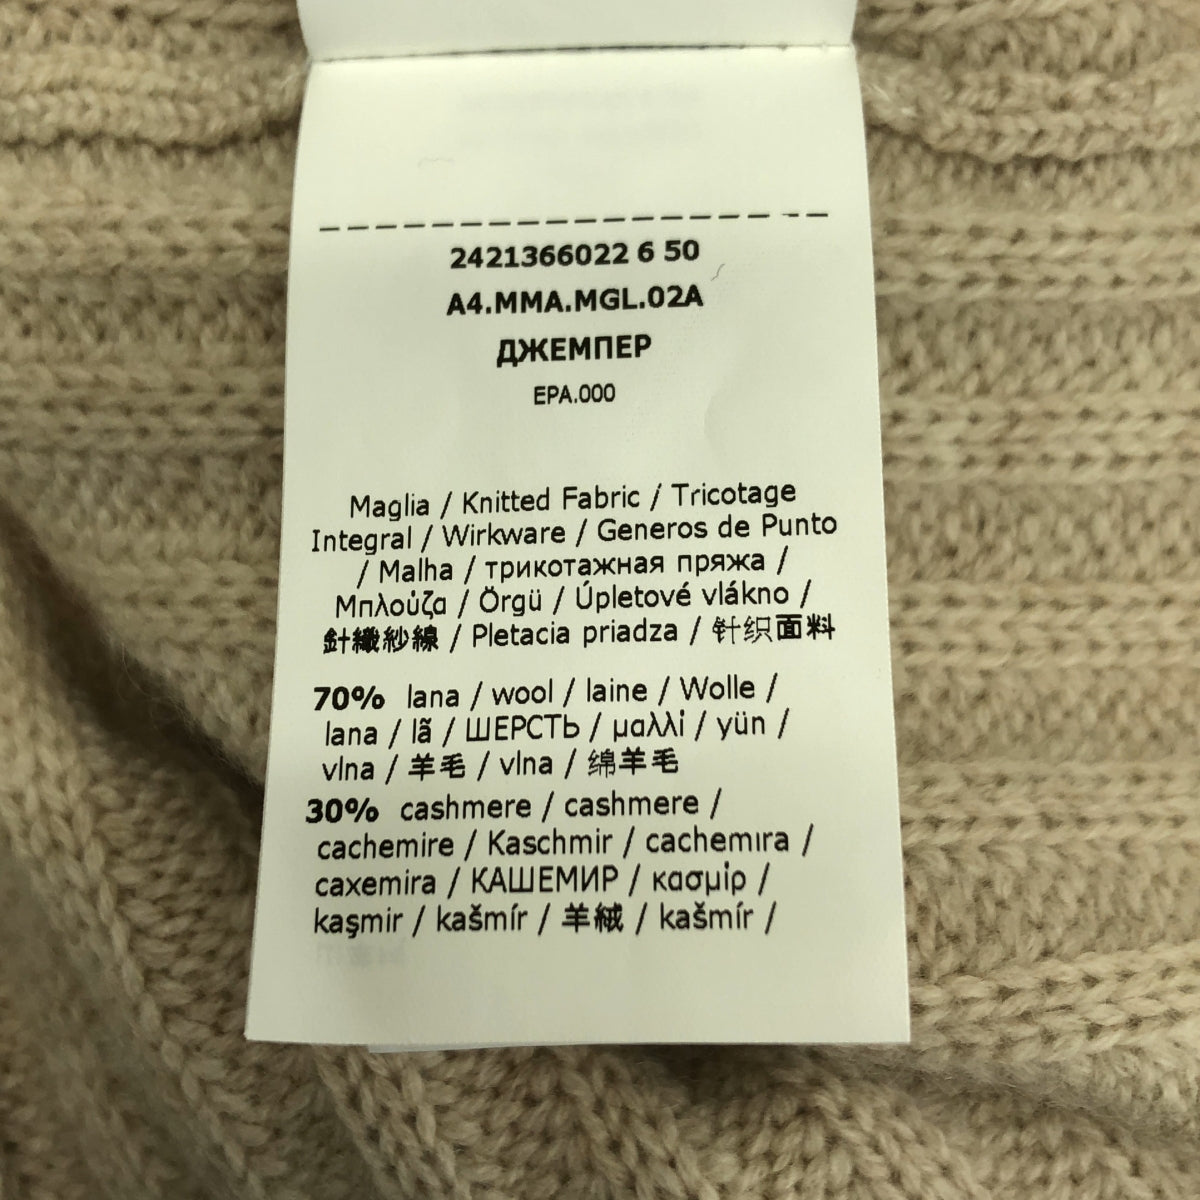 2421366022 6 50
A4.MMA.MGL.02A
ДЖЕМПЕР
EPA.000
Maglia / Knitted Fabric / Tricotage
Integral / Wirkware / Generos de Punto
/ Malha / трикотажная пряжа /
Μπλούζα / Örgü / Úpletové vlákno /
針織紗線 / Pletacia priadza / 针织面料
70% lana / wool / laine / Wolle /
lana / lã / ШЕРСТЬ / μαλλί / yün /
vlna / 羊毛 / vlna / 绵羊毛
30% cashmere / cashmere /
cachemire / Kaschmir / cachemıra /
caxemira / КАШЕМИР / κασμίρ /
kaşmir / kašmír / 羊絨 / kašmír /